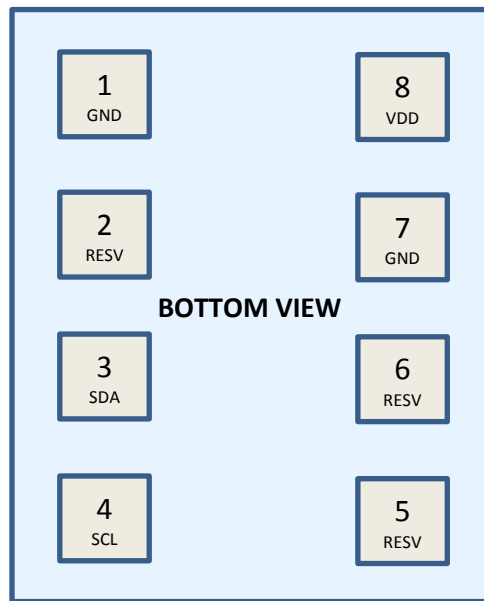 1
GND
8
VDD
2
RESV
7
GND
BOTTOM VIEW
3
SDA
6
RESV
4
SCL
5
RESV